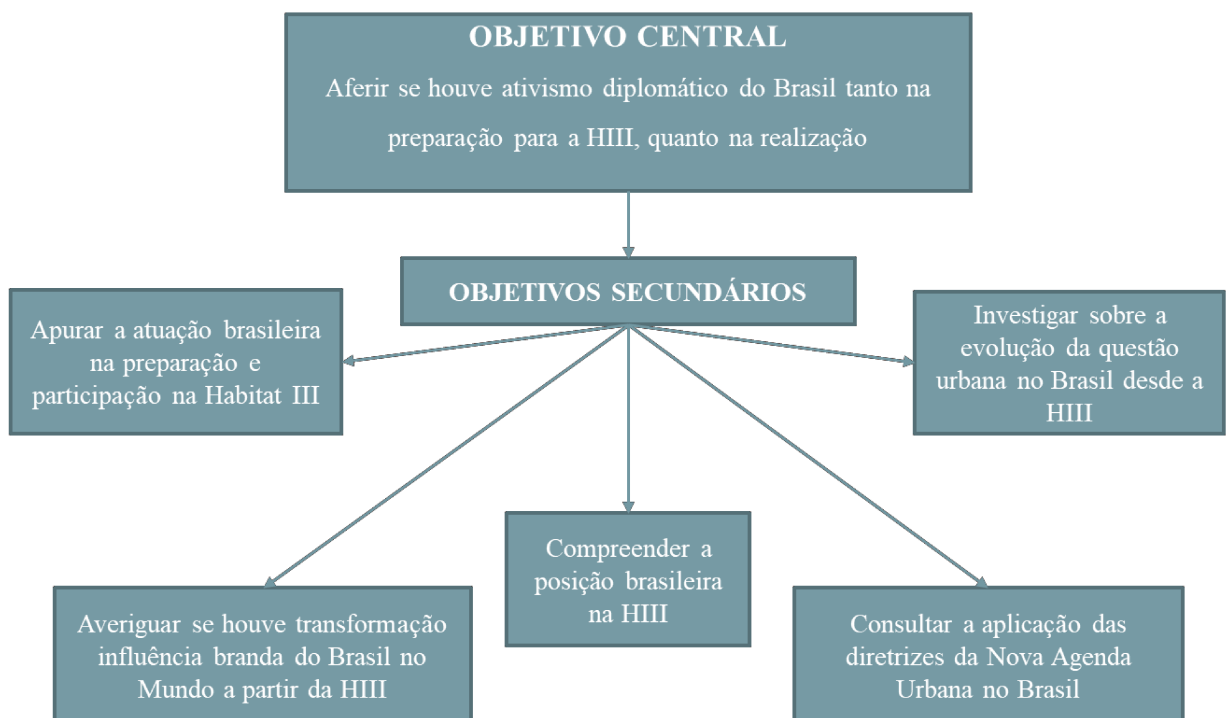 OBJETIVO CENTRAL
Aferir se houve ativismo diplomático do Brasil tanto na
preparação para a HIII, quanto na realização
OBJETIVOS SECUNDÁRIOS
Apurar a atuação brasileira
na preparação e
participação na Habitat III
Investigar sobre a
evolução da questão
urbana no Brasil desde a
HIII
Averiguar se houve transformação
influência branda do Brasil no
Mundo a partir da HIII
Compreender a
posição brasileira
na HIII
Consultar a aplicação das
diretrizes da Nova Agenda
Urbana no Brasil